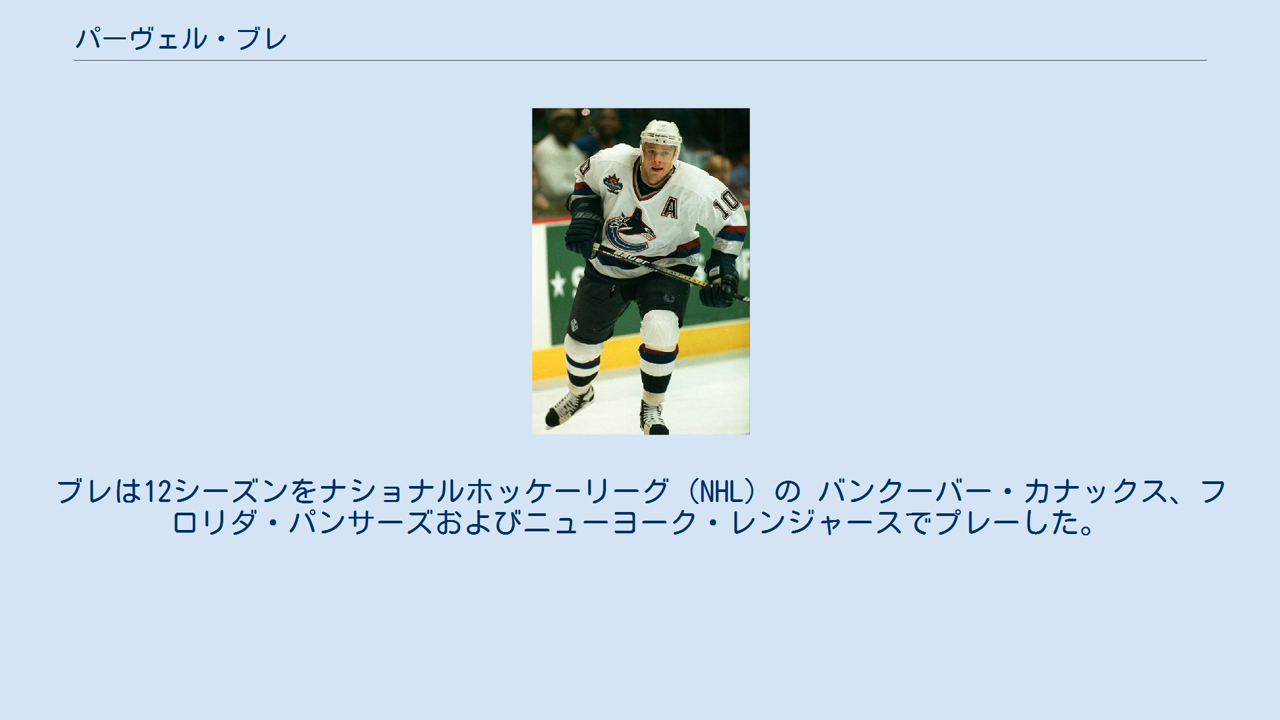 パーヴェル・ブレ
10
A
10
ブレは12シーズンをナショナルホッケーリーグ（NHL）の バンクーバー・カナックス、フ
ロリダ・パンサーズおよびニューヨーク・レンジャースでプレーした。